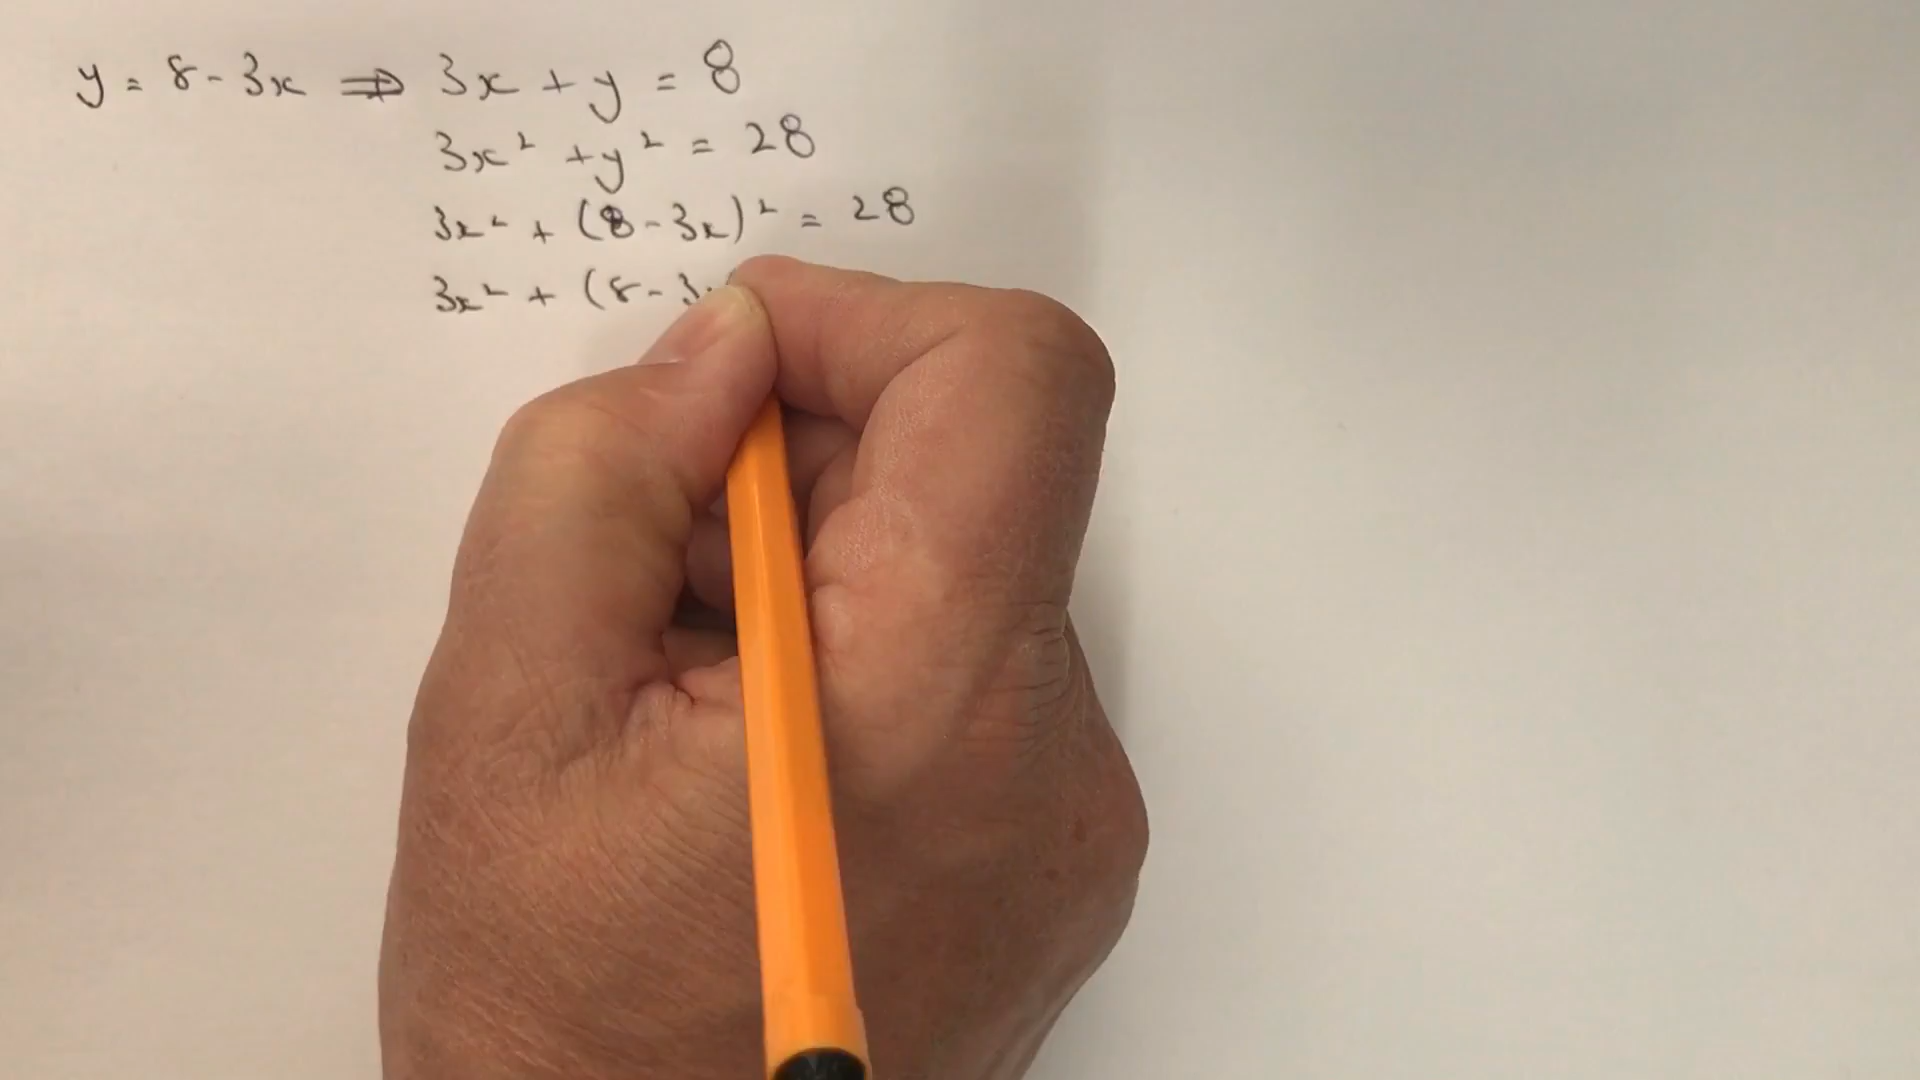 y = 8 - 3x ⇒ 3x + y = 8
3x² + y² = 28
3x² + (8 - 3x)² = 28
3x² + (8 - 3